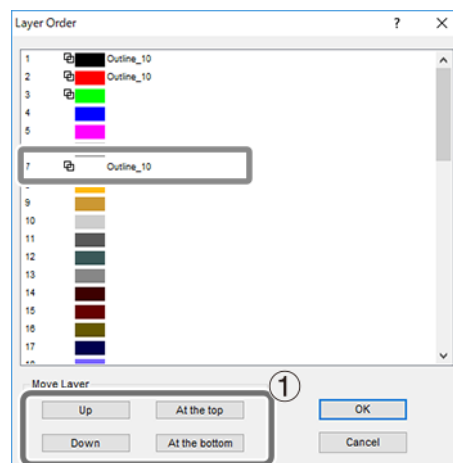 Layer Order ? ×
1 Outline_10
2 Outline_10
3
4
5
7 Outline_10
9
10
11
12
13
14
15
16
17
Move Layer ①
Up At the top OK
Down At the bottom Cancel